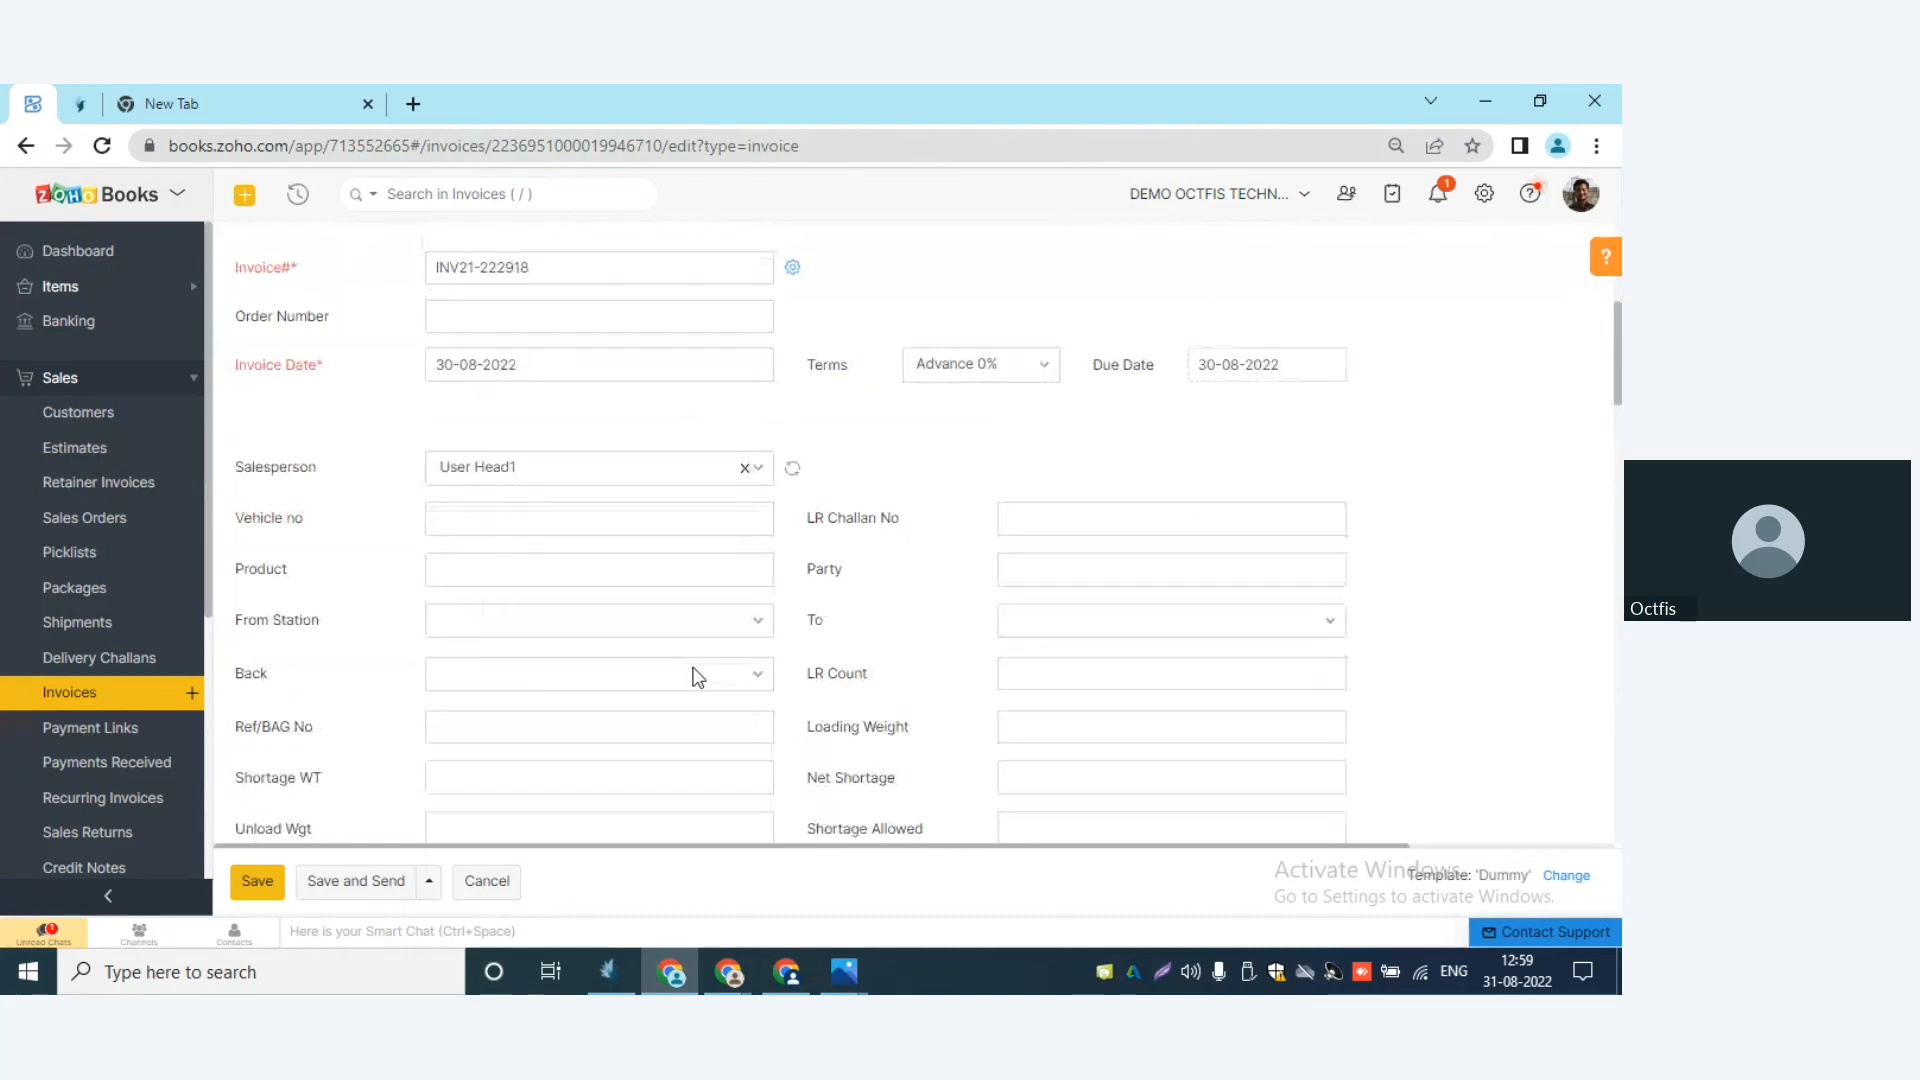 New Tab
books.zoho.com/app/713552665#/invoices/2236951000019946710/edit?type=invoice
ZOHO Books
Search in Invoices ( / )
DEMO OCTFIS TECHN...
1
Dashboard
Items
Banking
Sales
Customers
Estimates
Retainer Invoices
Sales Orders
Picklists
Packages
Shipments
Delivery Challans
Invoices
Payment Links
Payments Received
Recurring Invoices
Sales Returns
Credit Notes
Invoice#*
INV21-222918
?
Order Number
Invoice Date*
30-08-2022
Terms
Advance 0%
Due Date
30-08-2022
Salesperson
User Head1
Vehicle no
LR Challan No
Product
Party
From Station
To
Back
LR Count
Ref/BAG No
Loading Weight
Shortage WT
Net Shortage
Unload Wgt
Shortage Allowed
Save
Save and Send
Cancel
Activate Windows
Template: 'Dummy' Change
Go to Settings to activate Windows.
1
Unread Chats
Channels
Contacts
Here is your Smart Chat (Ctrl+Space)
Contact Support
Type here to search
ENG
12:59
31-08-2022
Octfis